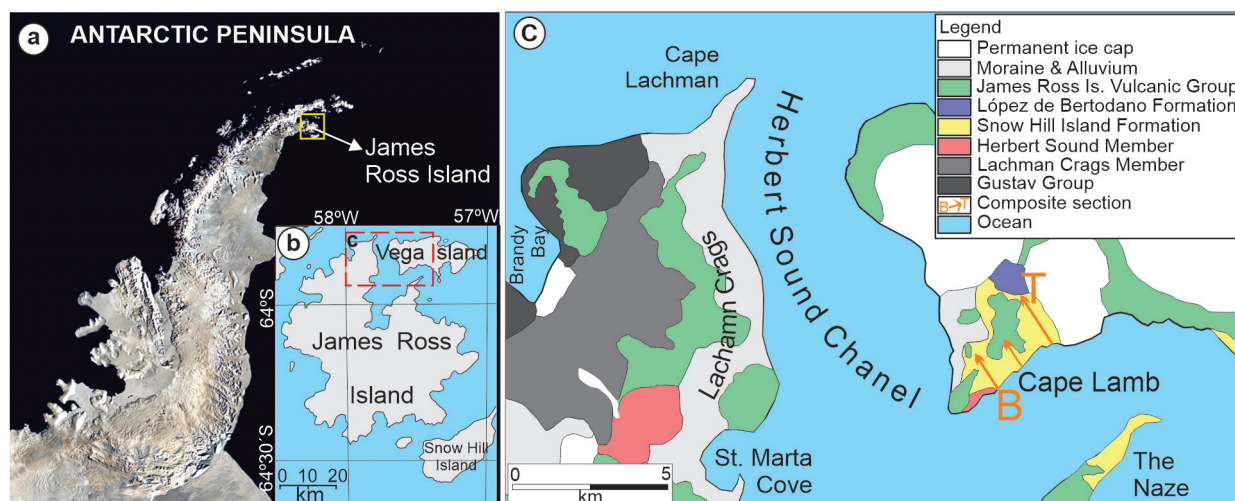 a
ANTARCTIC PENINSULA
James
Ross Island
58ºW
57ºW
b
c
Vega Island
64ºS
James Ross
Island
Snow Hill
Island
64º30´S
0 10 20
km
C
Cape
Lachman
Brandy
Bay
Lachamn Crags
Herbert Sound Chanel
St. Marta
Cove
0 5
km
T
B
Cape Lamb
The
Naze
Legend
Permanent ice cap
Moraine & Alluvium
James Ross Is. Vulcanic Group
López de Bertodano Formation
Snow Hill Island Formation
Herbert Sound Member
Lachman Crags Member
Gustav Group
B T Composite section
Ocean